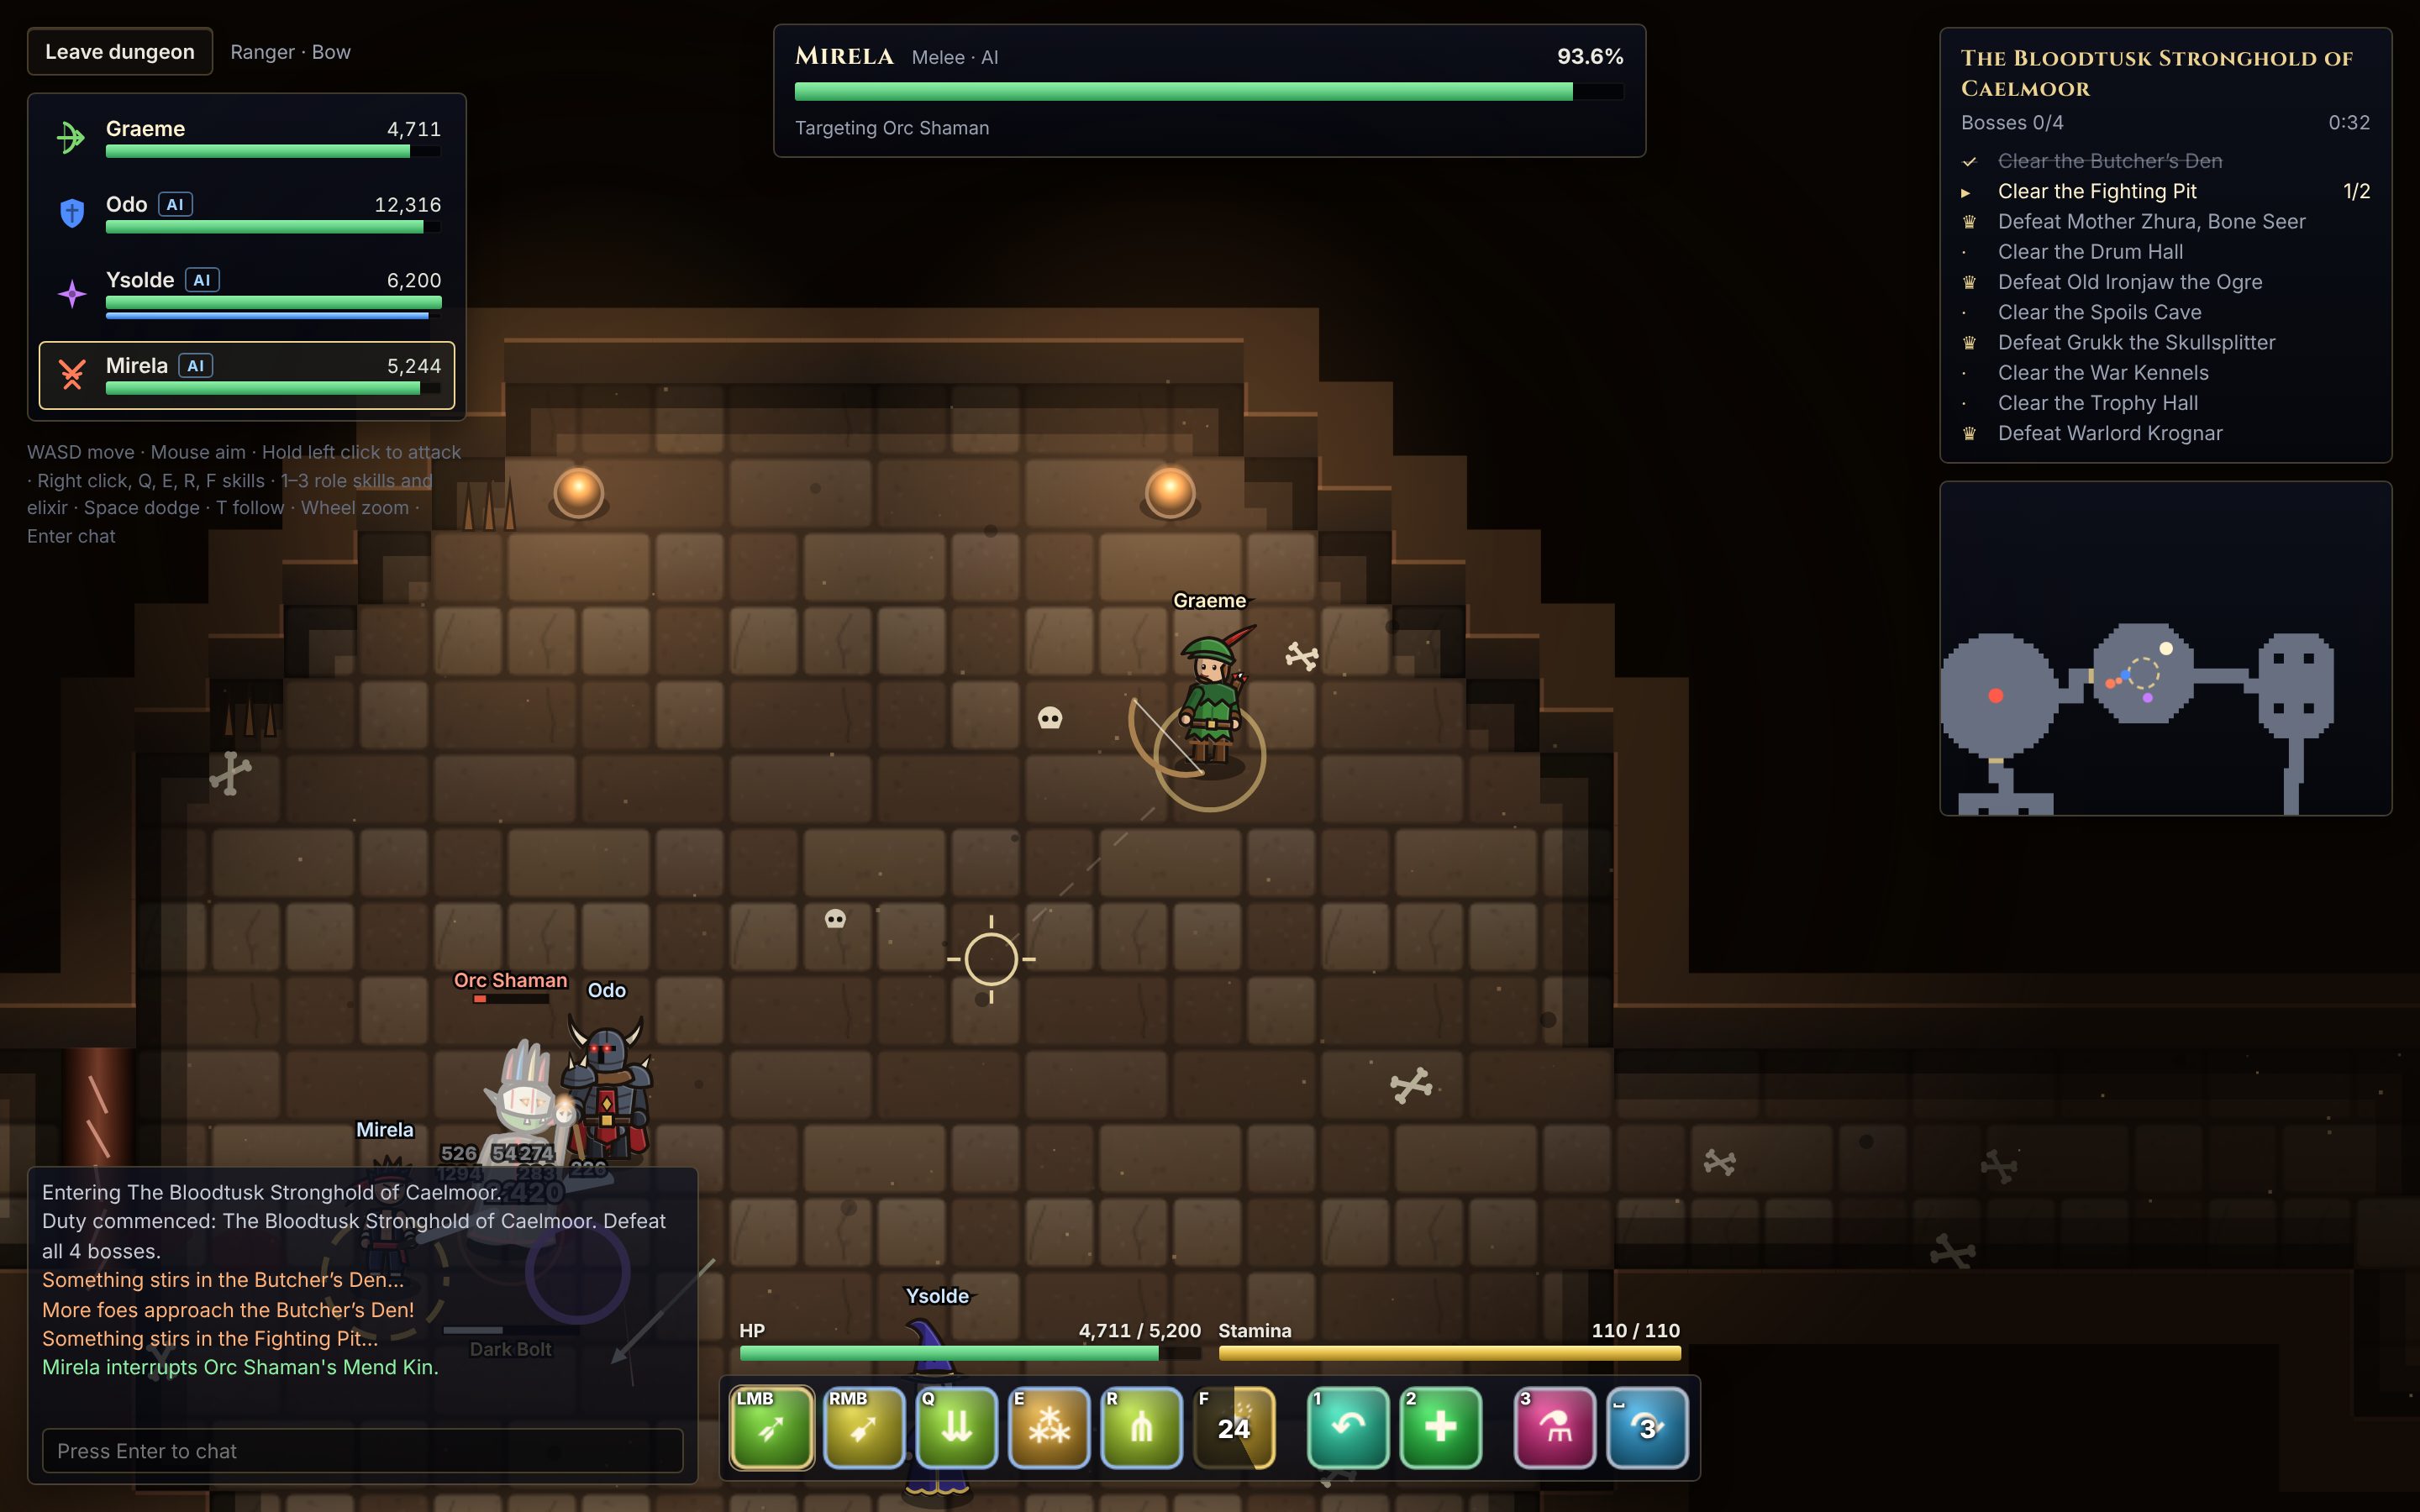 Leave dungeon Ranger · Bow
MIRELA Melee · AI 93.6%
Targeting Orc Shaman
Graeme 4,711
Odo AI 12,316
Ysolde AI 6,200
Mirela AI 5,244
WASD move · Mouse aim · Hold left click to attack
· Right click, Q, E, R, F skills · 1–3 role skills and
elixir · Space dodge · T follow · Wheel zoom ·
Enter chat
THE BLOODTUSK STRONGHOLD OF
CAELMOOR
Bosses 0/4 0:32
Clear the Butcher’s Den
Clear the Fighting Pit 1/2
Defeat Mother Zhura, Bone Seer
Clear the Drum Hall
Defeat Old Ironjaw the Ogre
Clear the Spoils Cave
Defeat Grukk the Skullsplitter
Clear the War Kennels
Clear the Trophy Hall
Defeat Warlord Krognar
Graeme
Orc Shaman
Odo
Mirela
526 54 274
1294 283 226
420
Entering The Bloodtusk Stronghold of Caelmoor.
Duty commenced: The Bloodtusk Stronghold of Caelmoor. Defeat
all 4 bosses.
Something stirs in the Butcher’s Den...
More foes approach the Butcher’s Den!
Something stirs in the Fighting Pit...
Dark Bolt
Mirela interrupts Orc Shaman's Mend Kin.
Press Enter to chat
Ysolde
HP 4,711 / 5,200 Stamina 110 / 110
LMB RMB Q E R F 24 1 2 3 3